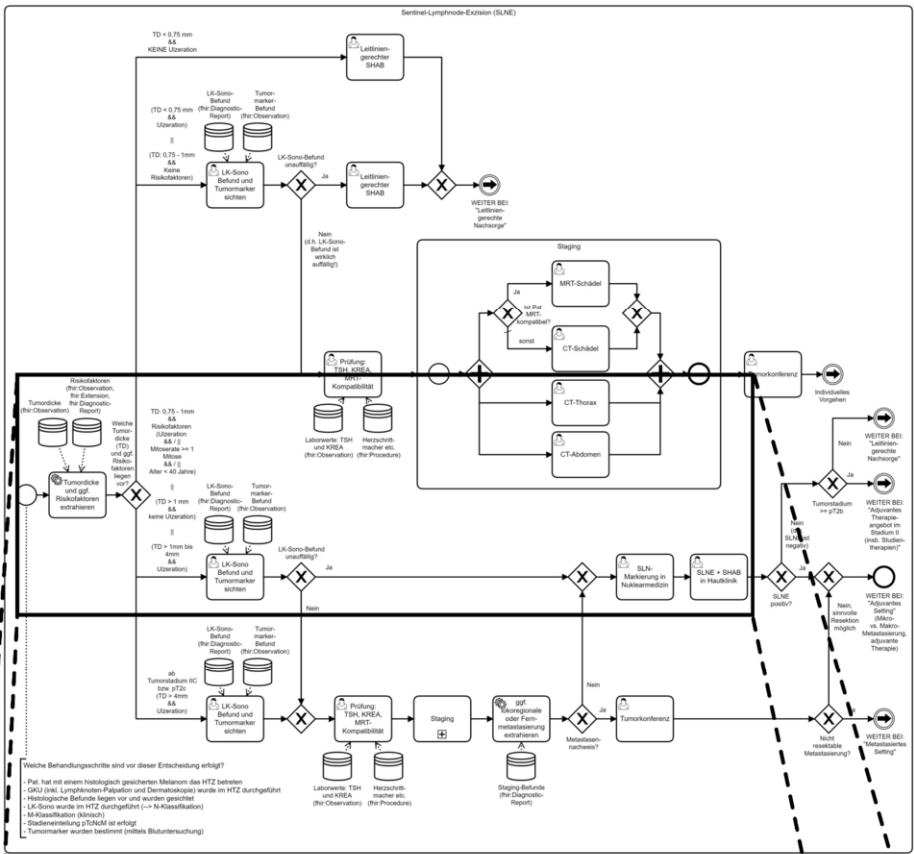 Sentinel-Lymphnode-Exzision (SLNE)
TD < 0,75 mm
&&
KEINE Ulzeration
Leitlinien-
gerechter
SHAB
(TD < 0,75 mm
&&
Ulzeration)
||
(TD: 0,75 - 1mm
&&
Keine
Risikofaktoren)
LK-Sono-
Befund
(fhir:Diagnostic-
Report)
Tumor-
marker-
Befund
(fhir:Observation)
LK-Sono
Befund und
Tumormarker
sichten
LK-Sono-Befund
unauffällig?
Ja
Leitlinien-
gerechter
SHAB
WEITER BEI:
"Leitlinien-
gerechte
Nachsorge"
Nein
(d.h. LK-Sono-
Befund ist
wirklich
auffällig!)
Staging
Ja
MRT-Schädel
Ist Pat
MRT-
kompatibel?
sonst
CT-Schädel
CT-Thorax
CT-Abdomen
Prüfung:
TSH, KREA,
MRT-
Kompatibilität
Laborwerte: TSH
und KREA
(fhir:Observation)
Herzschritt-
macher etc.
(fhir:Procedure)
Tumorkonferenz
Individuelles
Vorgehen
Tumordicke
(fhir:Observation)
Risikofaktoren
(fhir:Observation,
fhir:Extension,
fhir:Diagnostic-
Report)
Tumordicke
und ggf.
Risikofaktoren
extrahieren
Welche
Tumor-
dicke
(TD)
und ggf.
Risiko-
faktoren
liegen
vor?
TD: 0,75 - 1mm
&&
Risikofaktoren
(Ulzeration
&& / ||
Mitoserate >= 1
Mitose
&& / ||
Alter < 40 Jahre)
||
(TD > 1 mm
&&
keine Ulzeration
||
(TD > 1mm bis
4mm
&&
Ulzeration)
LK-Sono-
Befund
(fhir:Diagnostic-
Report)
Tumor-
marker-
Befund
(fhir:Observation)
LK-Sono
Befund und
Tumormarker
sichten
LK-Sono-Befund
unauffällig?
Ja
Nein
SLN-
Markierung in
Nuklearmedizin
SLNE + SHAB
in Hautklinik
SLNE
positiv?
Nein
negativ)
Ja
Tumorstadium
>= pT2b
Nein
Ja
WEITER BEI:
"Leitlinien-
gerechte
Nachsorge"
WEITER BEI:
"Adjuvantes
Therapie-
angebot im
Stadium II
(insb. Studien-
therapien)"
WEITER BEI:
"Adjuvantes
Setting"
(Mikro-
vs. Makro-
Metastasierung,
adjuvante
Therapie)
Nein,
sinnvolle
Resektion
möglich
ab
Tumorstadium IIC
bzw. pT2c
(TD > 4mm
&&
Ulzeration)
LK-Sono-
Befund
(fhir:Diagnostic-
Report)
Tumor-
marker-
Befund
(fhir:Observation)
LK-Sono
Befund und
Tumormarker
sichten
Prüfung:
TSH, KREA,
MRT-
Kompatibilität
Laborwerte: TSH
und KREA
(fhir:Observation)
Herzschritt-
macher etc.
(fhir:Procedure)
Staging
ggf.
lokoregionale
oder Fern-
metastasierung
extrahieren
Staging-Befunde
(fhir:Diagnostic-
Report)
Nein
Metastasen-
nachweis?
Ja
Tumorkonferenz
Nicht
resektable
Metastasierung?
WEITER BEI:
"Metastasiertes
Setting"
Welche Behandlungsschritte sind vor dieser Entscheidung erfolgt?
- Pat. hat mit einem histologisch gesicherten Melanom das HTZ betreten
- GKU (inkl. Lymphknoten-Palpation und Dermatoskopie) wurde im HTZ durchgeführt
- Histologische Befunde liegen vor und wurden gesichtet
- LK-Sono wurde im HTZ durchgeführt (--> N-Klassifikation)
- M-Klassifikation (klinisch)
- Stadieneinteilung pTcNcM ist erfolgt
- Tumormarker wurden bestimmt (mittels Blutuntersuchung)